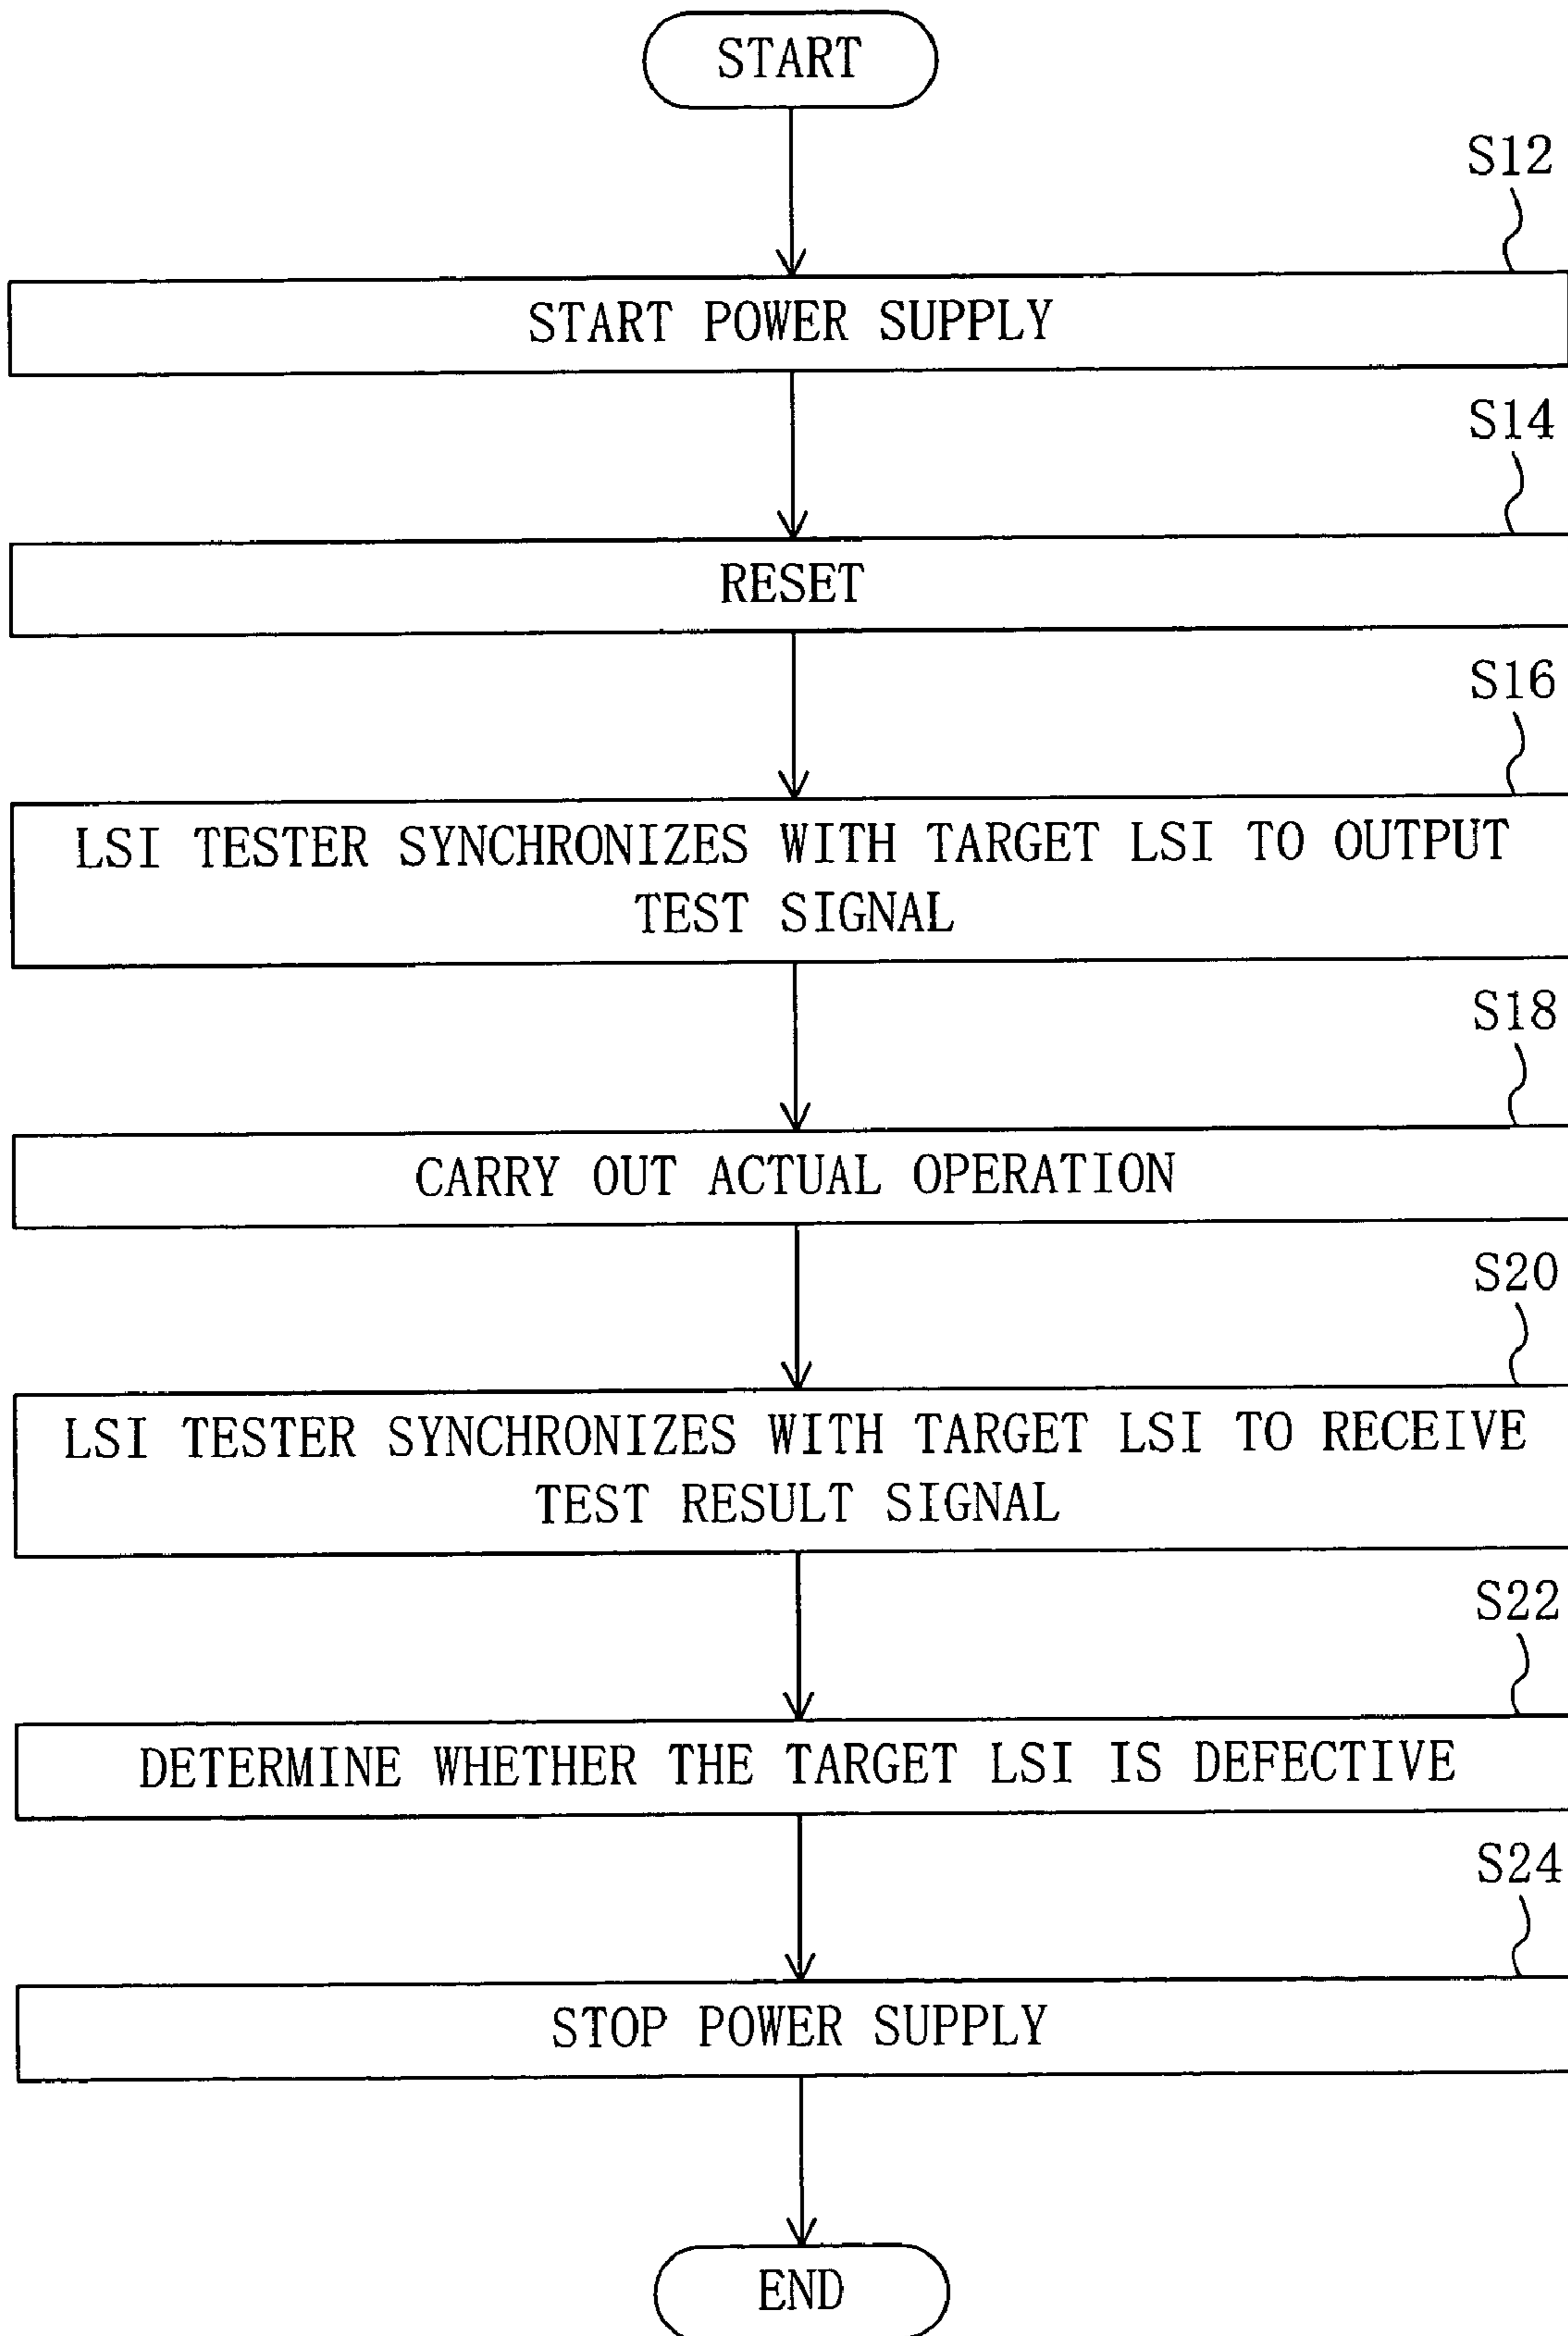 START
S12
START POWER SUPPLY
S14
RESET
S16
LSI TESTER SYNCHRONIZES WITH TARGET LSI TO OUTPUT
TEST SIGNAL
S18
CARRY OUT ACTUAL OPERATION
S20
LSI TESTER SYNCHRONIZES WITH TARGET LSI TO RECEIVE
TEST RESULT SIGNAL
S22
DETERMINE WHETHER THE TARGET LSI IS DEFECTIVE
S24
STOP POWER SUPPLY
END